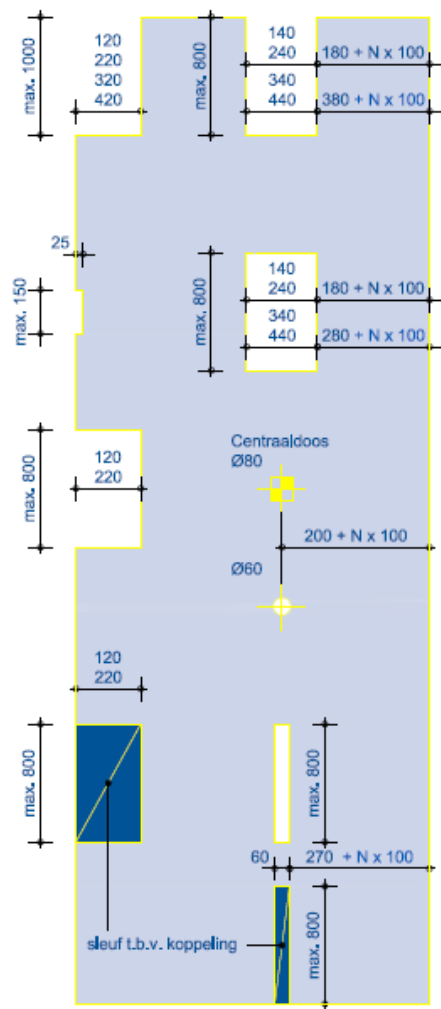 max. 1000
120
220
320
420
max. 800
140
240
340
440
180 + N x 100
380 + N x 100
25
max. 150
max. 800
140
240
340
440
180 + N x 100
280 + N x 100
max. 800
120
220
Centraaldoos
Ø80
200 + N x 100
Ø60
120
220
max. 800
max. 800
60
270 + N x 100
sleuf t.b.v. koppeling
max. 800